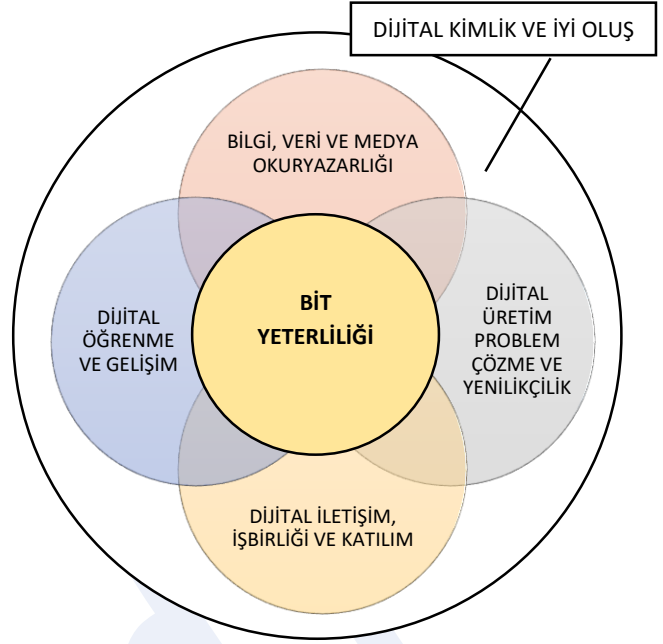 DİJİTAL KİMLİK VE İYİ OLUŞ
BİLGİ, VERİ VE MEDYA
OKURYAZARLIĞI
DİJİTAL
ÖĞRENME
VE GELİŞİM
BİT
YETERLİLİĞİ
DİJİTAL
ÜRETİM
PROBLEM
ÇÖZME VE
YENİLİKÇİLİK
DİJİTAL İLETİŞİM,
İŞBİRLİĞİ VE KATILIM